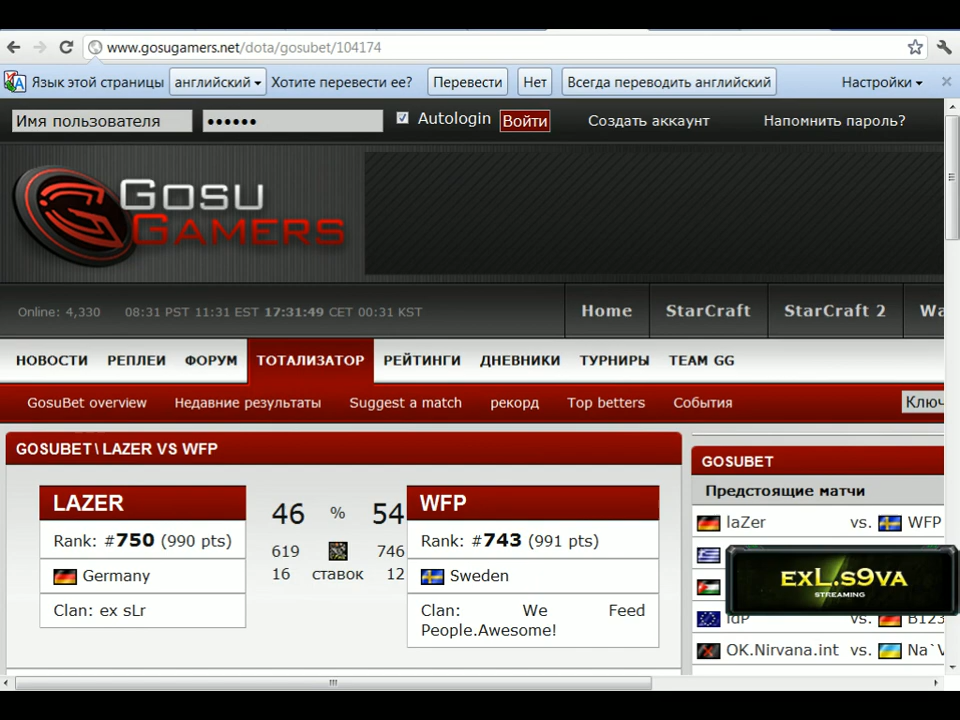 www.gosugamers.net/dota/gosubet/104174
Язык этой страницы английский Хотите перевести ее? Перевести Нет Всегда переводить английский Настройки
Имя пользователя •••••• Autologin Войти Создать аккаунт Напомнить пароль?
GOSU
GAMERS
Online: 4,330 08:31 PST 11:31 EST 17:31:49 CET 00:31 KST Home StarCraft StarCraft 2 Wa
НОВОСТИ РЕПЛЕИ ФОРУМ ТОТАЛИЗАТОР РЕЙТИНГИ ДНЕВНИКИ ТУРНИРЫ TEAM GG
GosuBet overview Недавние результаты Suggest a match рекорд Top betters События Ключ
GOSUBET \ LAZER VS WFP
LAZER
Rank: #750 (990 pts)
Germany
Clan: ex sLr
46 % 54
619 746
16 ставок 12
WFP
Rank: #743 (991 pts)
Sweden
Clan: We Feed
People.Awesome!
GOSUBET
Предстоящие матчи
laZer vs. WFP
exL.s9VA
STREAMING
vs. B123
OK.Nirvana.int vs. Na`V